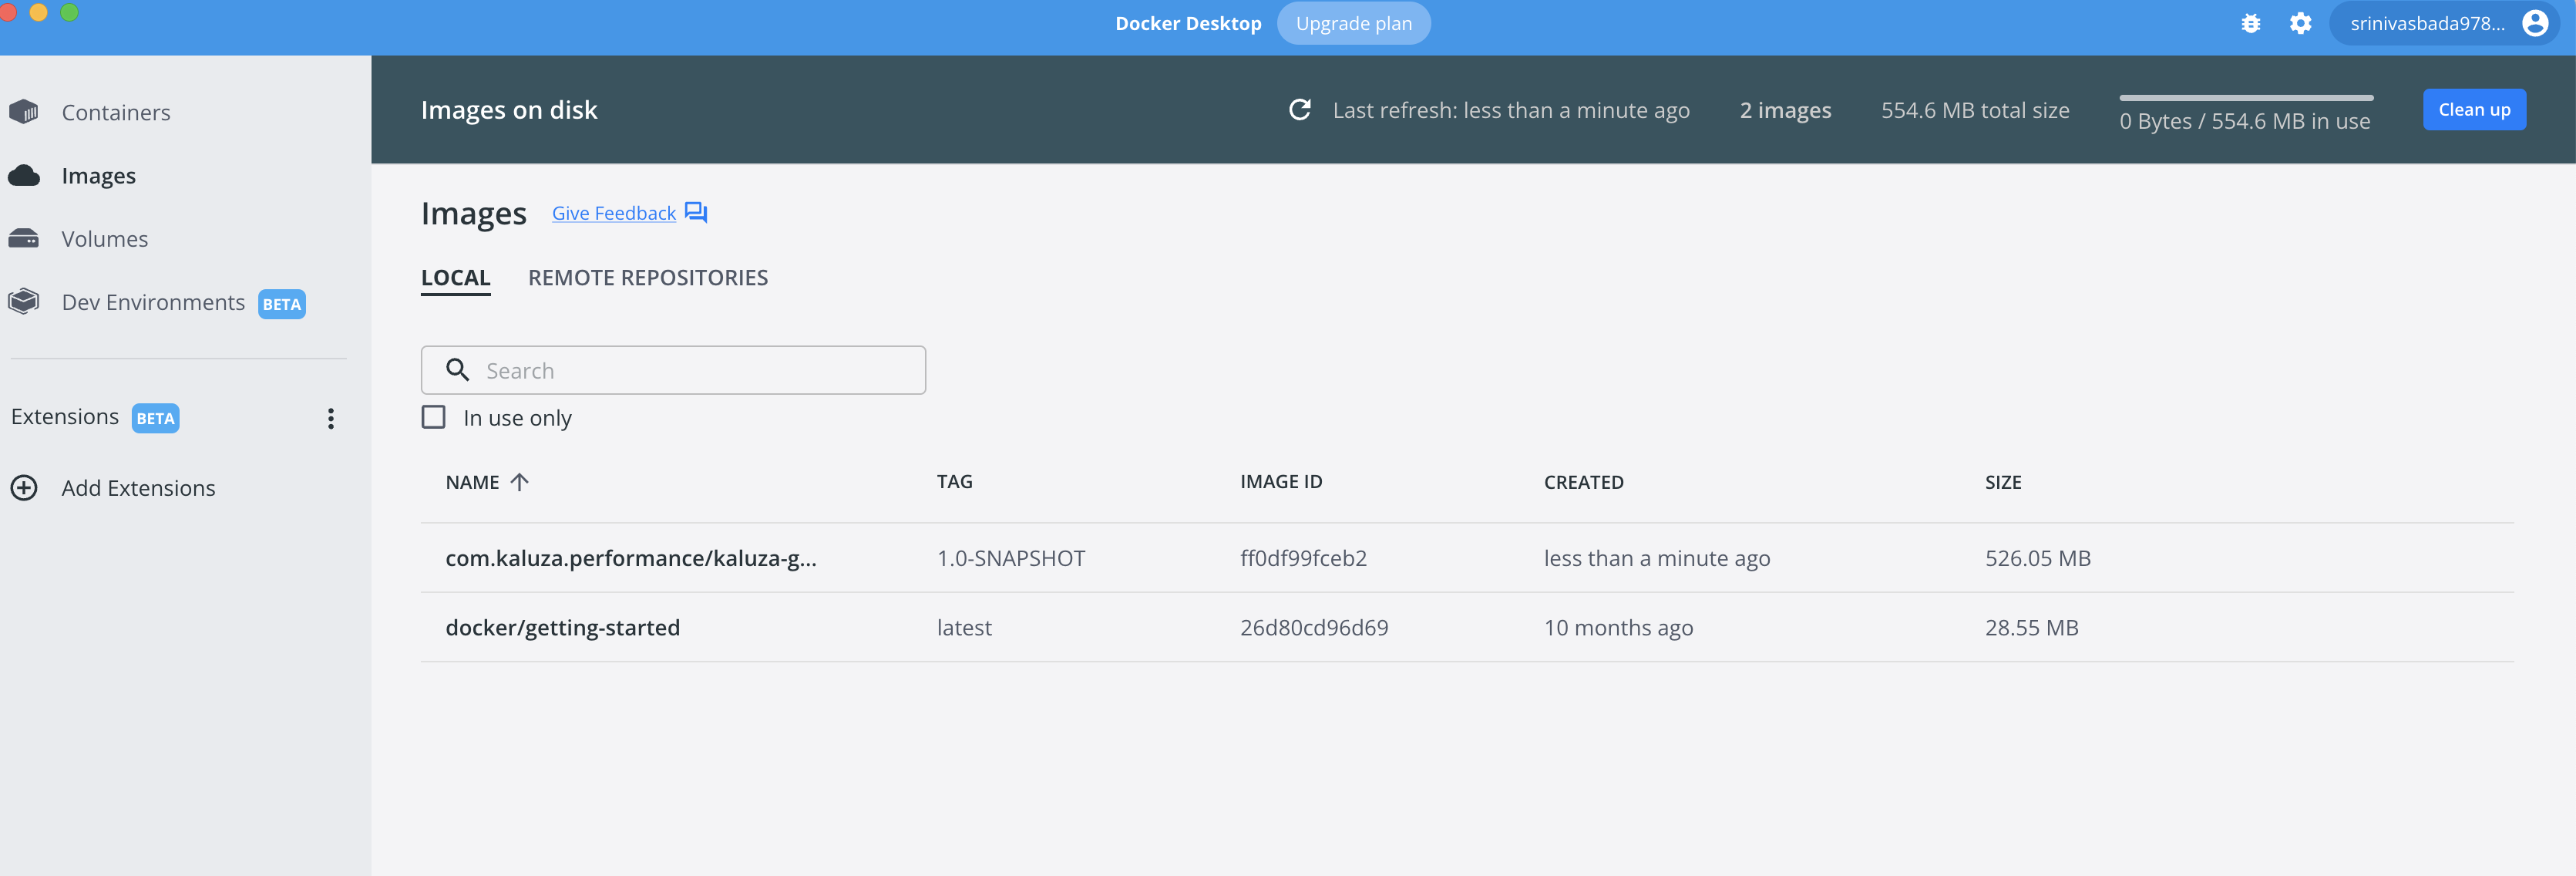 Docker Desktop Upgrade plan srinivasbada978...
Containers
Images
Volumes
Dev Environments BETA
Extensions BETA
Add Extensions
Images on disk Last refresh: less than a minute ago 2 images 554.6 MB total size 0 Bytes / 554.6 MB in use Clean up
Images Give Feedback
LOCAL REMOTE REPOSITORIES
Search
In use only
NAME TAG IMAGE ID CREATED SIZE
com.kaluza.performance/kaluza-g... 1.0-SNAPSHOT ff0df99fceb2 less than a minute ago 526.05 MB
docker/getting-started latest 26d80cd96d69 10 months ago 28.55 MB